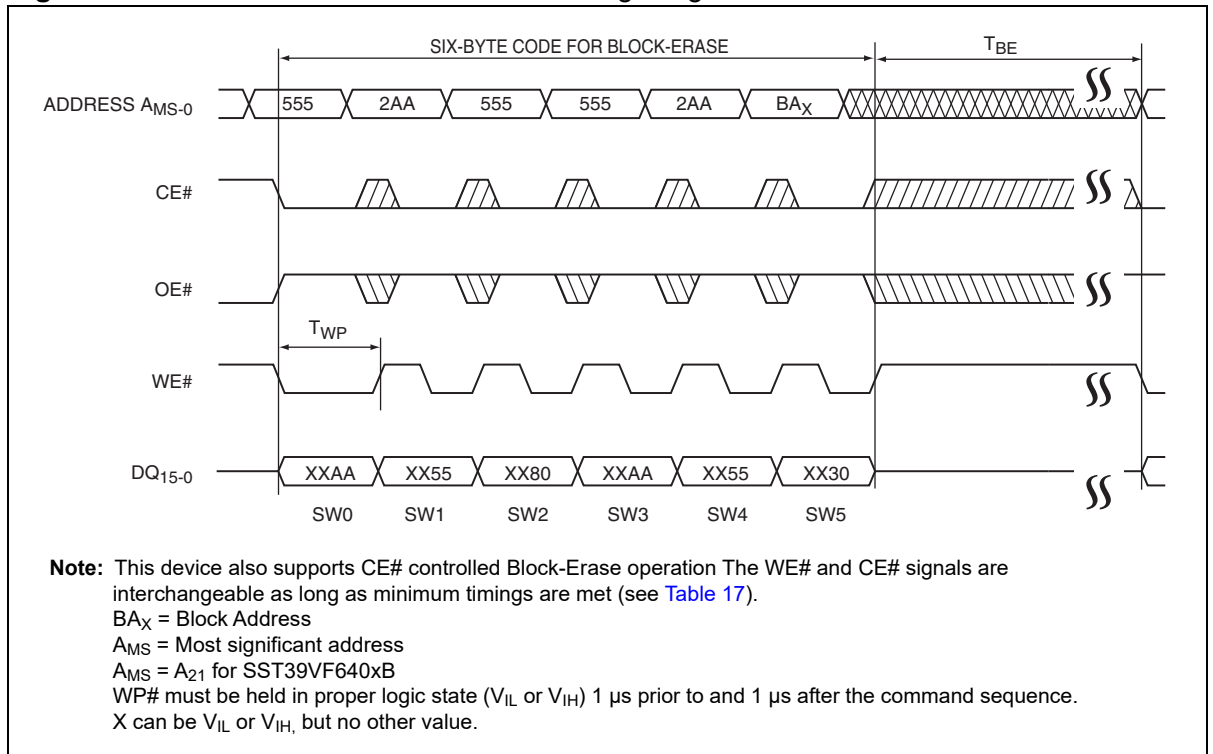 SIX-BYTE CODE FOR BLOCK-ERASE TBE
ADDRESS AMS-0 555 2AA 555 555 2AA BAX
CE#
OE#
TWP
WE#
DQ15-0 XXAA XX55 XX80 XXAA XX55 XX30
SW0 SW1 SW2 SW3 SW4 SW5
Note: This device also supports CE# controlled Block-Erase operation The WE# and CE# signals are
interchangeable as long as minimum timings are met (see Table 17).
BAX = Block Address
AMS = Most significant address
AMS = A21 for SST39VF640xB
WP# must be held in proper logic state (VIL or VIH) 1 µs prior to and 1 µs after the command sequence.
X can be VIL or VIH, but no other value.